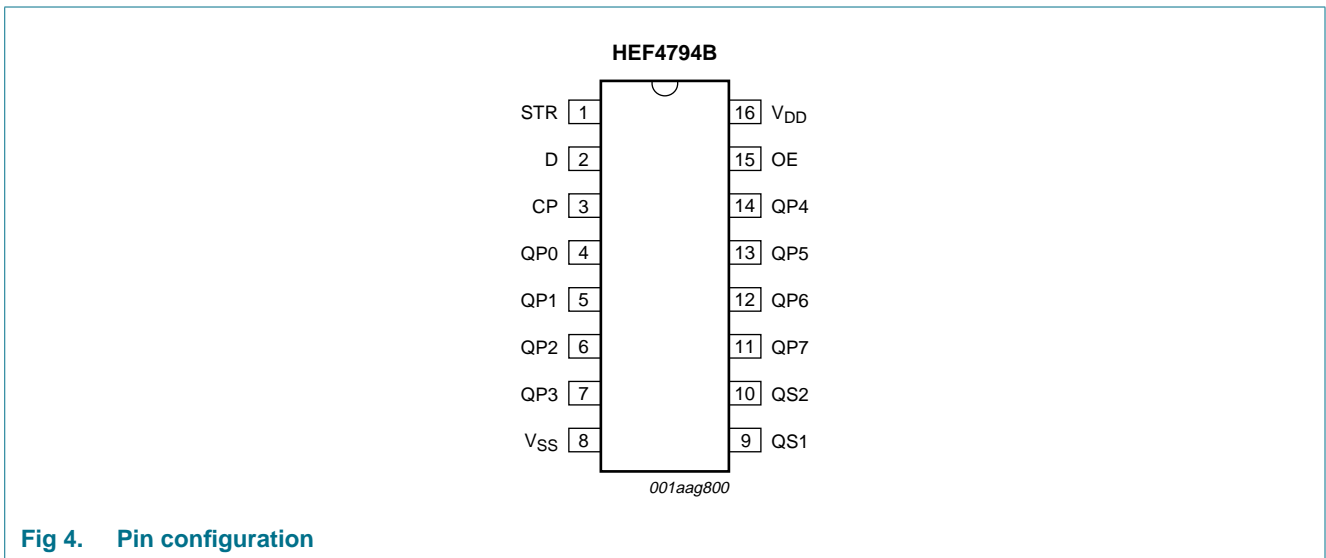 HEF4794B
STR 1 16 VDD
D 2 15 OE
CP 3 14 QP4
QP0 4 13 QP5
QP1 5 12 QP6
QP2 6 11 QP7
QP3 7 10 QS2
VSS 8 9 QS1
001aag800
Fig 4. Pin configuration